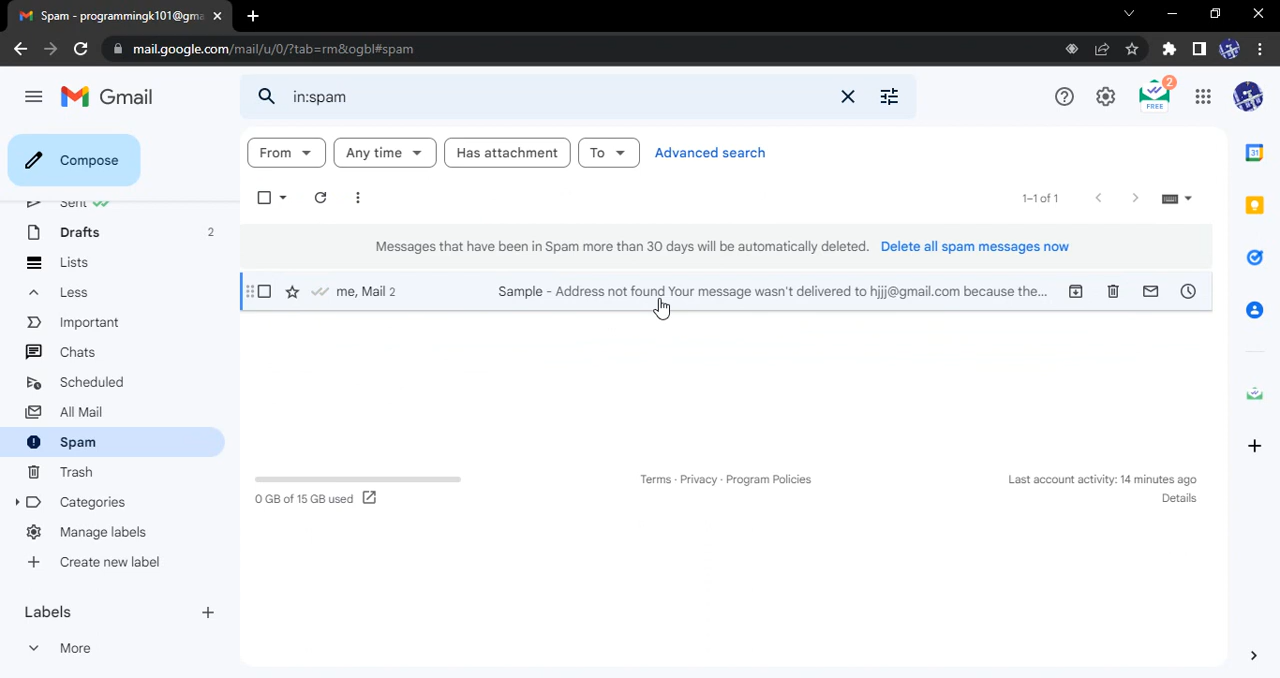 Spam - programmingk101@gma
mail.google.com/mail/u/0/?tab=rm&ogbl#spam
Gmail
in:spam
2
FREE
Compose
From
Any time
Has attachment
To
Advanced search
1–1 of 1
Sent
Drafts 2
Lists
Less
Important
Chats
Scheduled
All Mail
Spam
Trash
Categories
Manage labels
Create new label
Labels
More
Messages that have been in Spam more than 30 days will be automatically deleted. Delete all spam messages now
me, Mail 2 Sample - Address not found Your message wasn't delivered to hjjj@gmail.com because the...
0 GB of 15 GB used
Terms · Privacy · Program Policies
Last account activity: 14 minutes ago
Details
31